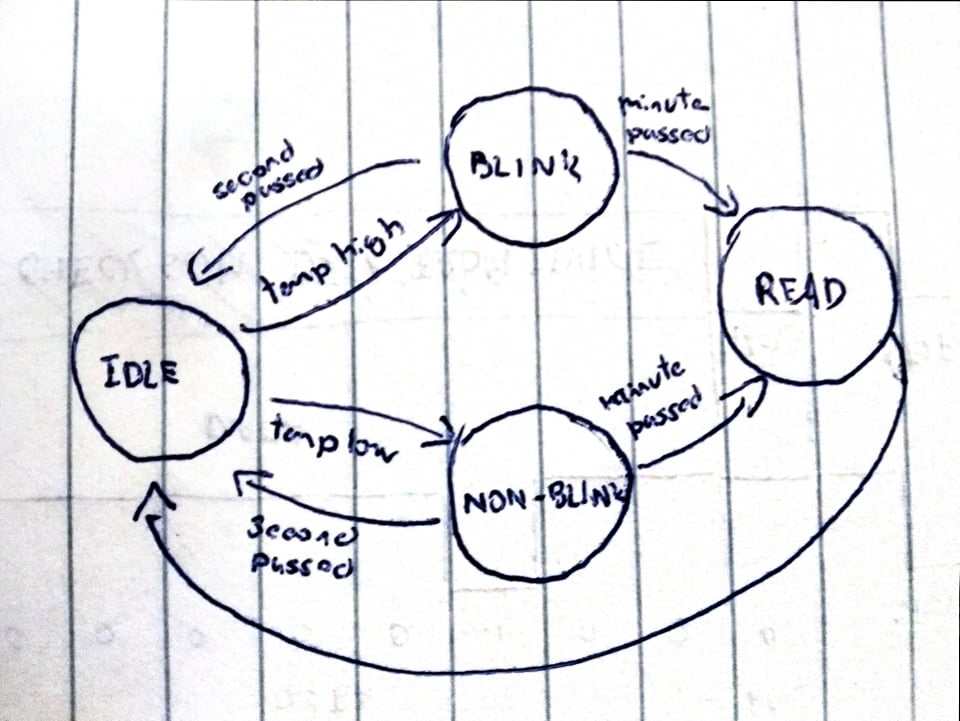 minute
passed
BLINK
second
passed
temp high
READ
IDLE
minute
passed
temp low
NON-BLINK
second
passed